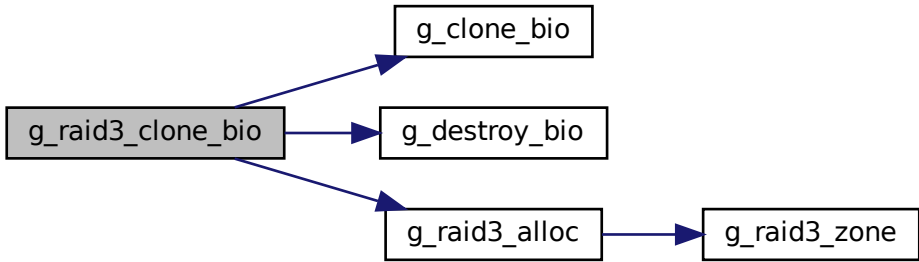 g_clone_bio
g_raid3_clone_bio
g_destroy_bio
g_raid3_alloc
g_raid3_zone